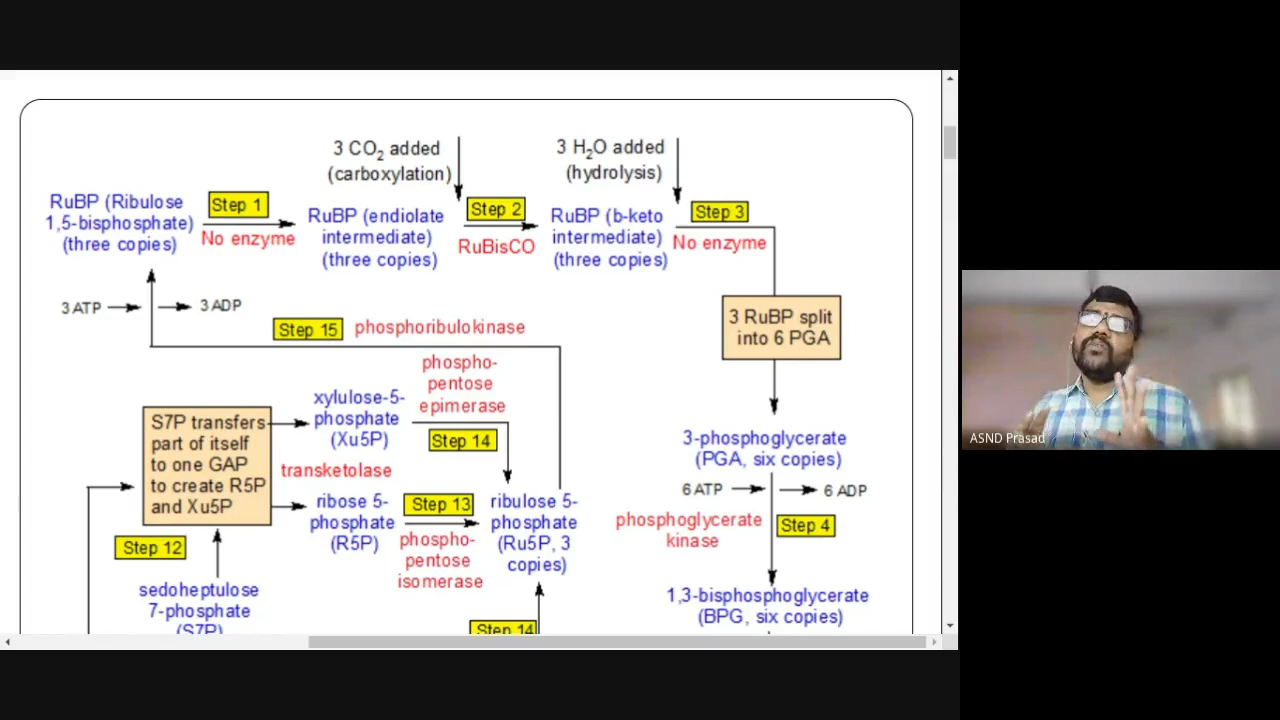 3 CO2 added
(carboxylation)
3 H2O added
(hydrolysis)
RuBP (Ribulose
1,5-bisphosphate)
(three copies)
Step 1
No enzyme
RuBP (endiolate
intermediate)
(three copies)
Step 2
RuBisCO
RuBP (b-keto
intermediate)
(three copies)
Step 3
No enzyme
3 ATP
3 ADP
Step 15
phosphoribulokinase
3 RuBP split
into 6 PGA
phospho-
pentose
epimerase
xylulose-5-
phosphate
(Xu5P)
Step 14
S7P transfers
part of itself
to one GAP
to create R5P
and Xu5P
transketolase
ribose 5-
phosphate
(R5P)
Step 13
phospho-
pentose
isomerase
ribulose 5-
phosphate
(Ru5P, 3
copies)
3-phosphoglycerate
(PGA, six copies)
6 ATP
6 ADP
phosphoglycerate
kinase
Step 4
Step 12
sedoheptulose
7-phosphate
(S7P)
Step 14
1,3-bisphosphoglycerate
(BPG, six copies)
ASND Prasad